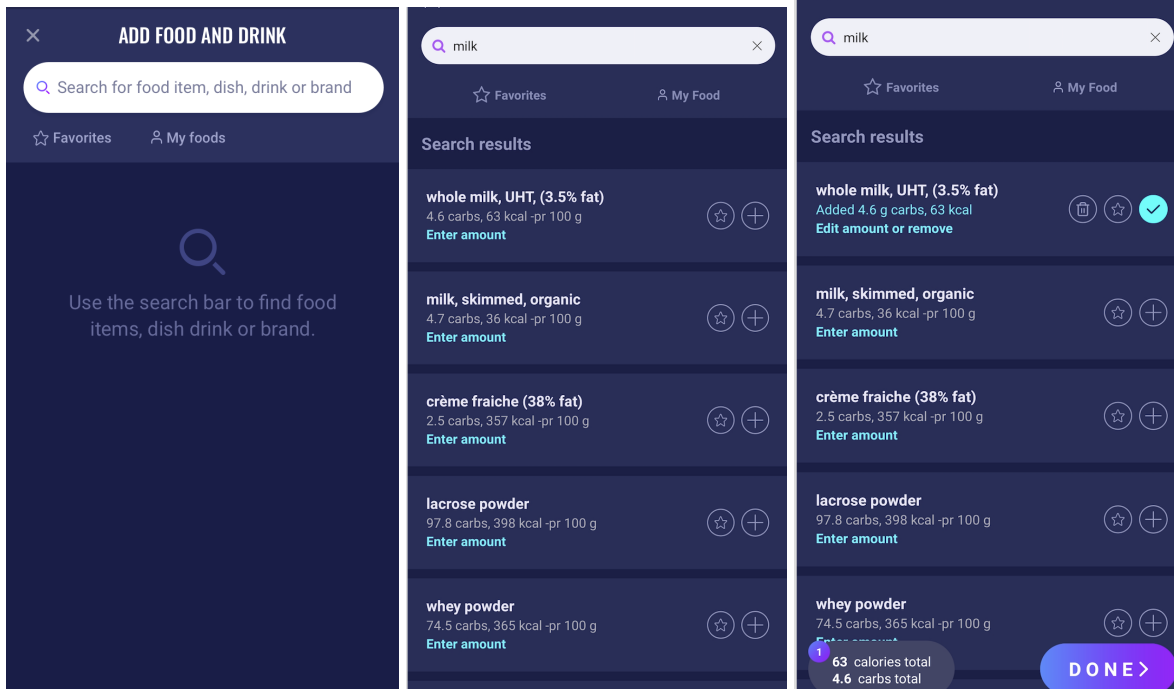 ADD FOOD AND DRINK
Search for food item, dish, drink or brand
Favorites
My foods
Use the search bar to find food
items, dish drink or brand.
milk
Favorites
My Food
Search results
whole milk, UHT, (3.5% fat)
4.6 carbs, 63 kcal -pr 100 g
Enter amount
milk, skimmed, organic
4.7 carbs, 36 kcal -pr 100 g
Enter amount
crème fraiche (38% fat)
2.5 carbs, 357 kcal -pr 100 g
Enter amount
lacrose powder
97.8 carbs, 398 kcal -pr 100 g
Enter amount
whey powder
74.5 carbs, 365 kcal -pr 100 g
Enter amount
milk
Favorites
My Food
Search results
whole milk, UHT, (3.5% fat)
Added 4.6 g carbs, 63 kcal
Edit amount or remove
milk, skimmed, organic
4.7 carbs, 36 kcal -pr 100 g
Enter amount
crème fraiche (38% fat)
2.5 carbs, 357 kcal -pr 100 g
Enter amount
lacrose powder
97.8 carbs, 398 kcal -pr 100 g
Enter amount
whey powder
74.5 carbs, 365 kcal -pr 100 g
Enter amount
1
63 calories total
4.6 carbs total
DONE